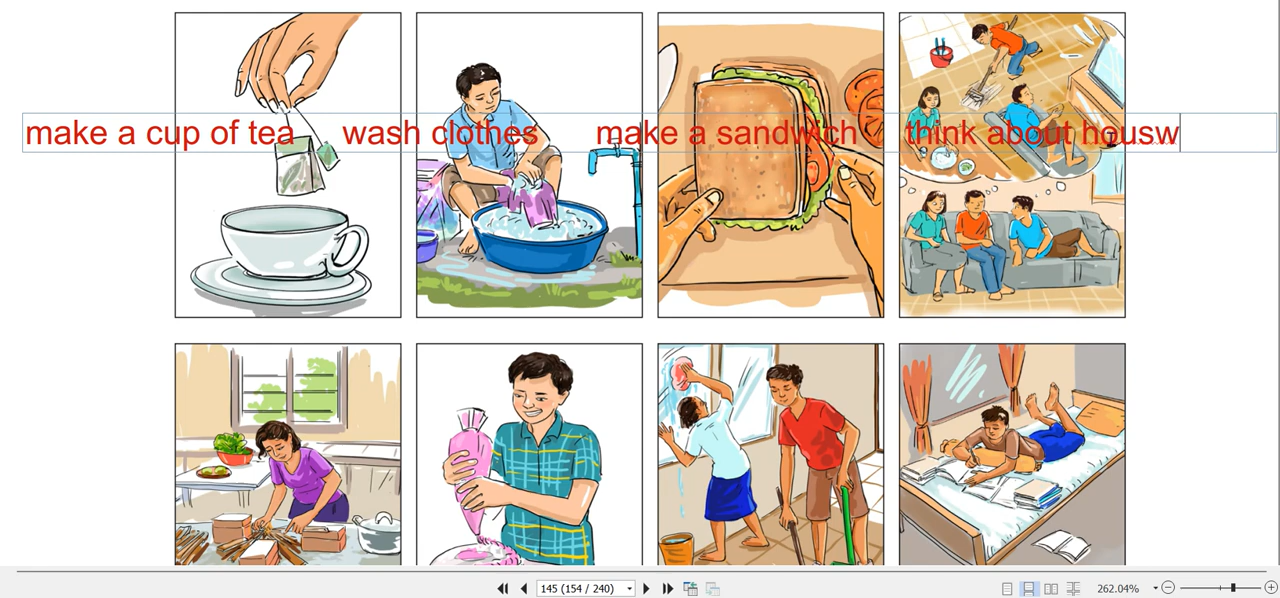 make a cup of tea wash clothes make a sandwich think about housw
145 (154 / 240) 262.04%